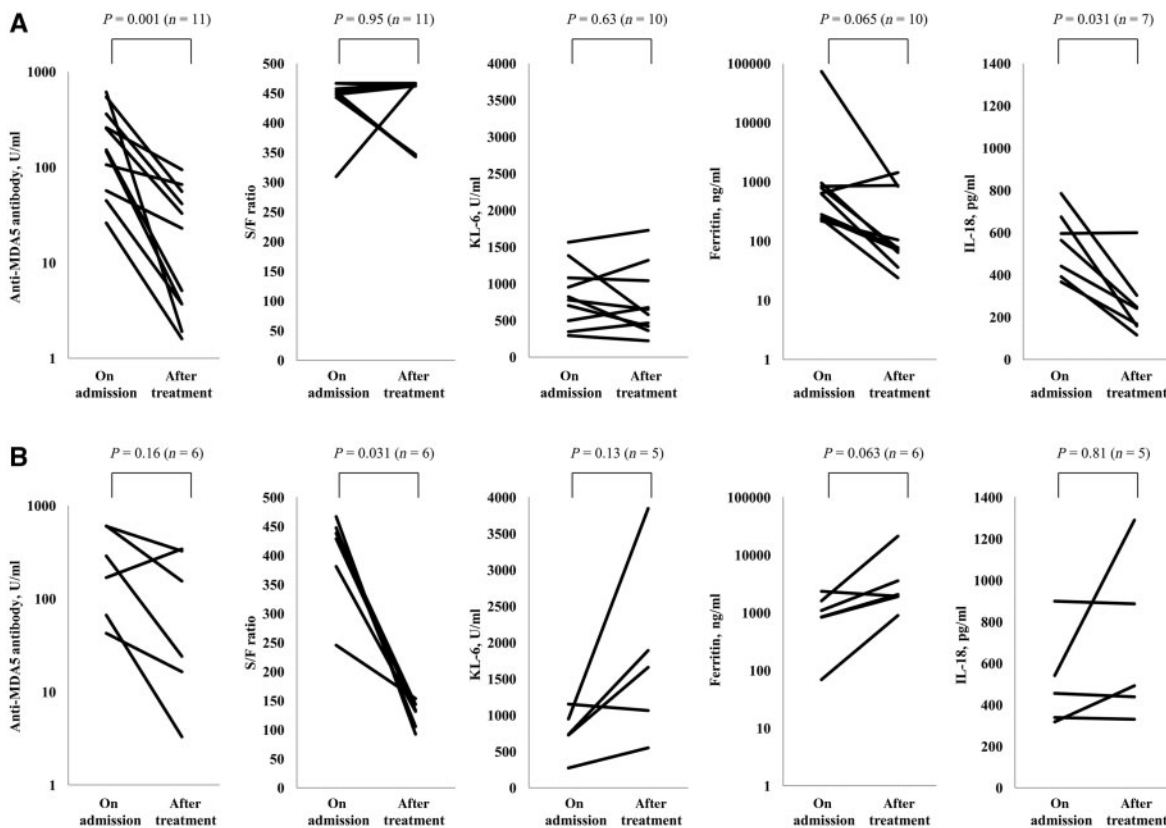 A
P = 0.001 (n = 11)
P = 0.95 (n = 11)
P = 0.63 (n = 10)
P = 0.065 (n = 10)
P = 0.031 (n = 7)
Anti-MDA5 antibody, U/ml
1000
100
10
1
On admission
After treatment
S/F ratio
500
450
400
350
300
250
200
150
100
50
0
On admission
After treatment
KL-6, U/ml
4000
3500
3000
2500
2000
1500
1000
500
0
On admission
After treatment
Ferritin, ng/ml
100000
10000
1000
100
10
1
On admission
After treatment
IL-18, pg/ml
1400
1200
1000
800
600
400
200
0
On admission
After treatment
B
P = 0.16 (n = 6)
P = 0.031 (n = 6)
P = 0.13 (n = 5)
P = 0.063 (n = 6)
P = 0.81 (n = 5)
Anti-MDA5 antibody, U/ml
1000
100
10
1
On admission
After treatment
S/F ratio
500
450
400
350
300
250
200
150
100
50
0
On admission
After treatment
KL-6, U/ml
4000
3500
3000
2500
2000
1500
1000
500
0
On admission
After treatment
Ferritin, ng/ml
100000
10000
1000
100
10
1
On admission
After treatment
IL-18, pg/ml
1400
1200
1000
800
600
400
200
0
On admission
After treatment